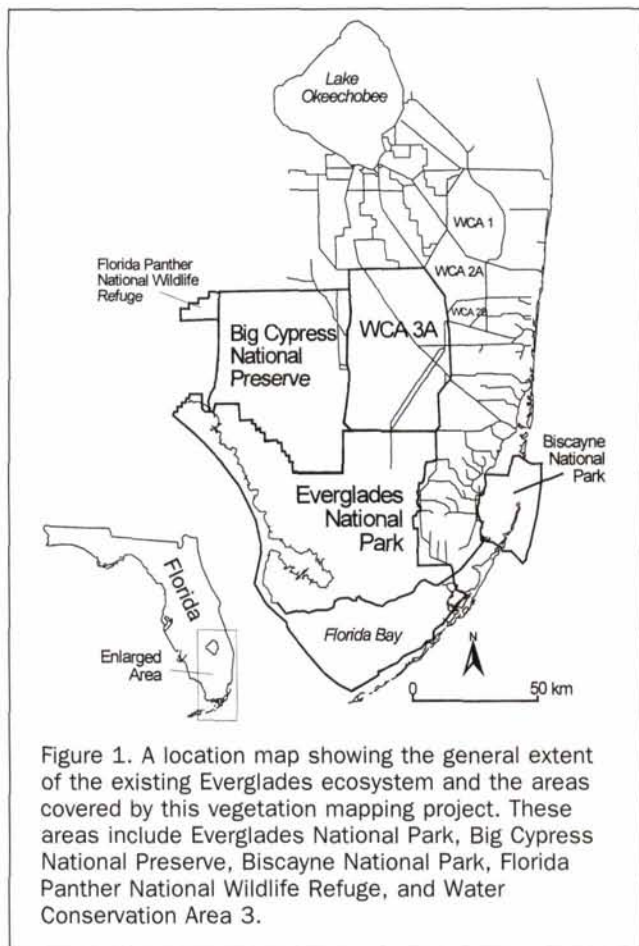 Lake
Okeechobee
WCA 1
WCA 2A
Florida Panther
National Wildlife
Refuge
WCA 2B
Big Cypress
National
Preserve
WCA 3A
Biscayne
National
Park
Everglades
National
Park
Florida
Enlarged
Area
Florida Bay
N
0 50 km
Figure 1. A location map showing the general extent
of the existing Everglades ecosystem and the areas
covered by this vegetation mapping project. These
areas include Everglades National Park, Big Cypress
National Preserve, Biscayne National Park, Florida
Panther National Wildlife Refuge, and Water
Conservation Area 3.